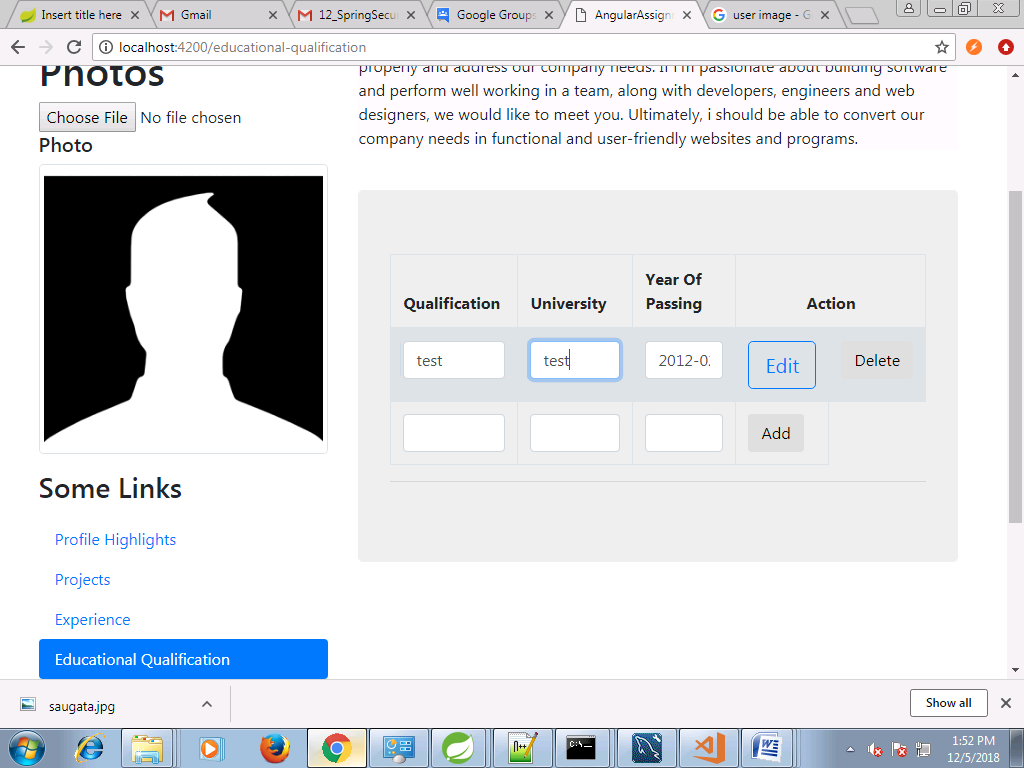 Insert title here
Gmail
12_SpringSecur
Google Groups
AngularAssignm
user image - G
localhost:4200/educational-qualification
Photos
Choose File No file chosen
Photo
Some Links
Profile Highlights
Projects
Experience
Educational Qualification
properly and address our company needs. If I'm passionate about building software
and perform well working in a team, along with developers, engineers and web
designers, we would like to meet you. Ultimately, i should be able to convert our
company needs in functional and user-friendly websites and programs.
Qualification University Year Of Passing Action
test test 2012-0 Edit Delete
Add
saugata.jpg
Show all
1:52 PM
12/5/2018